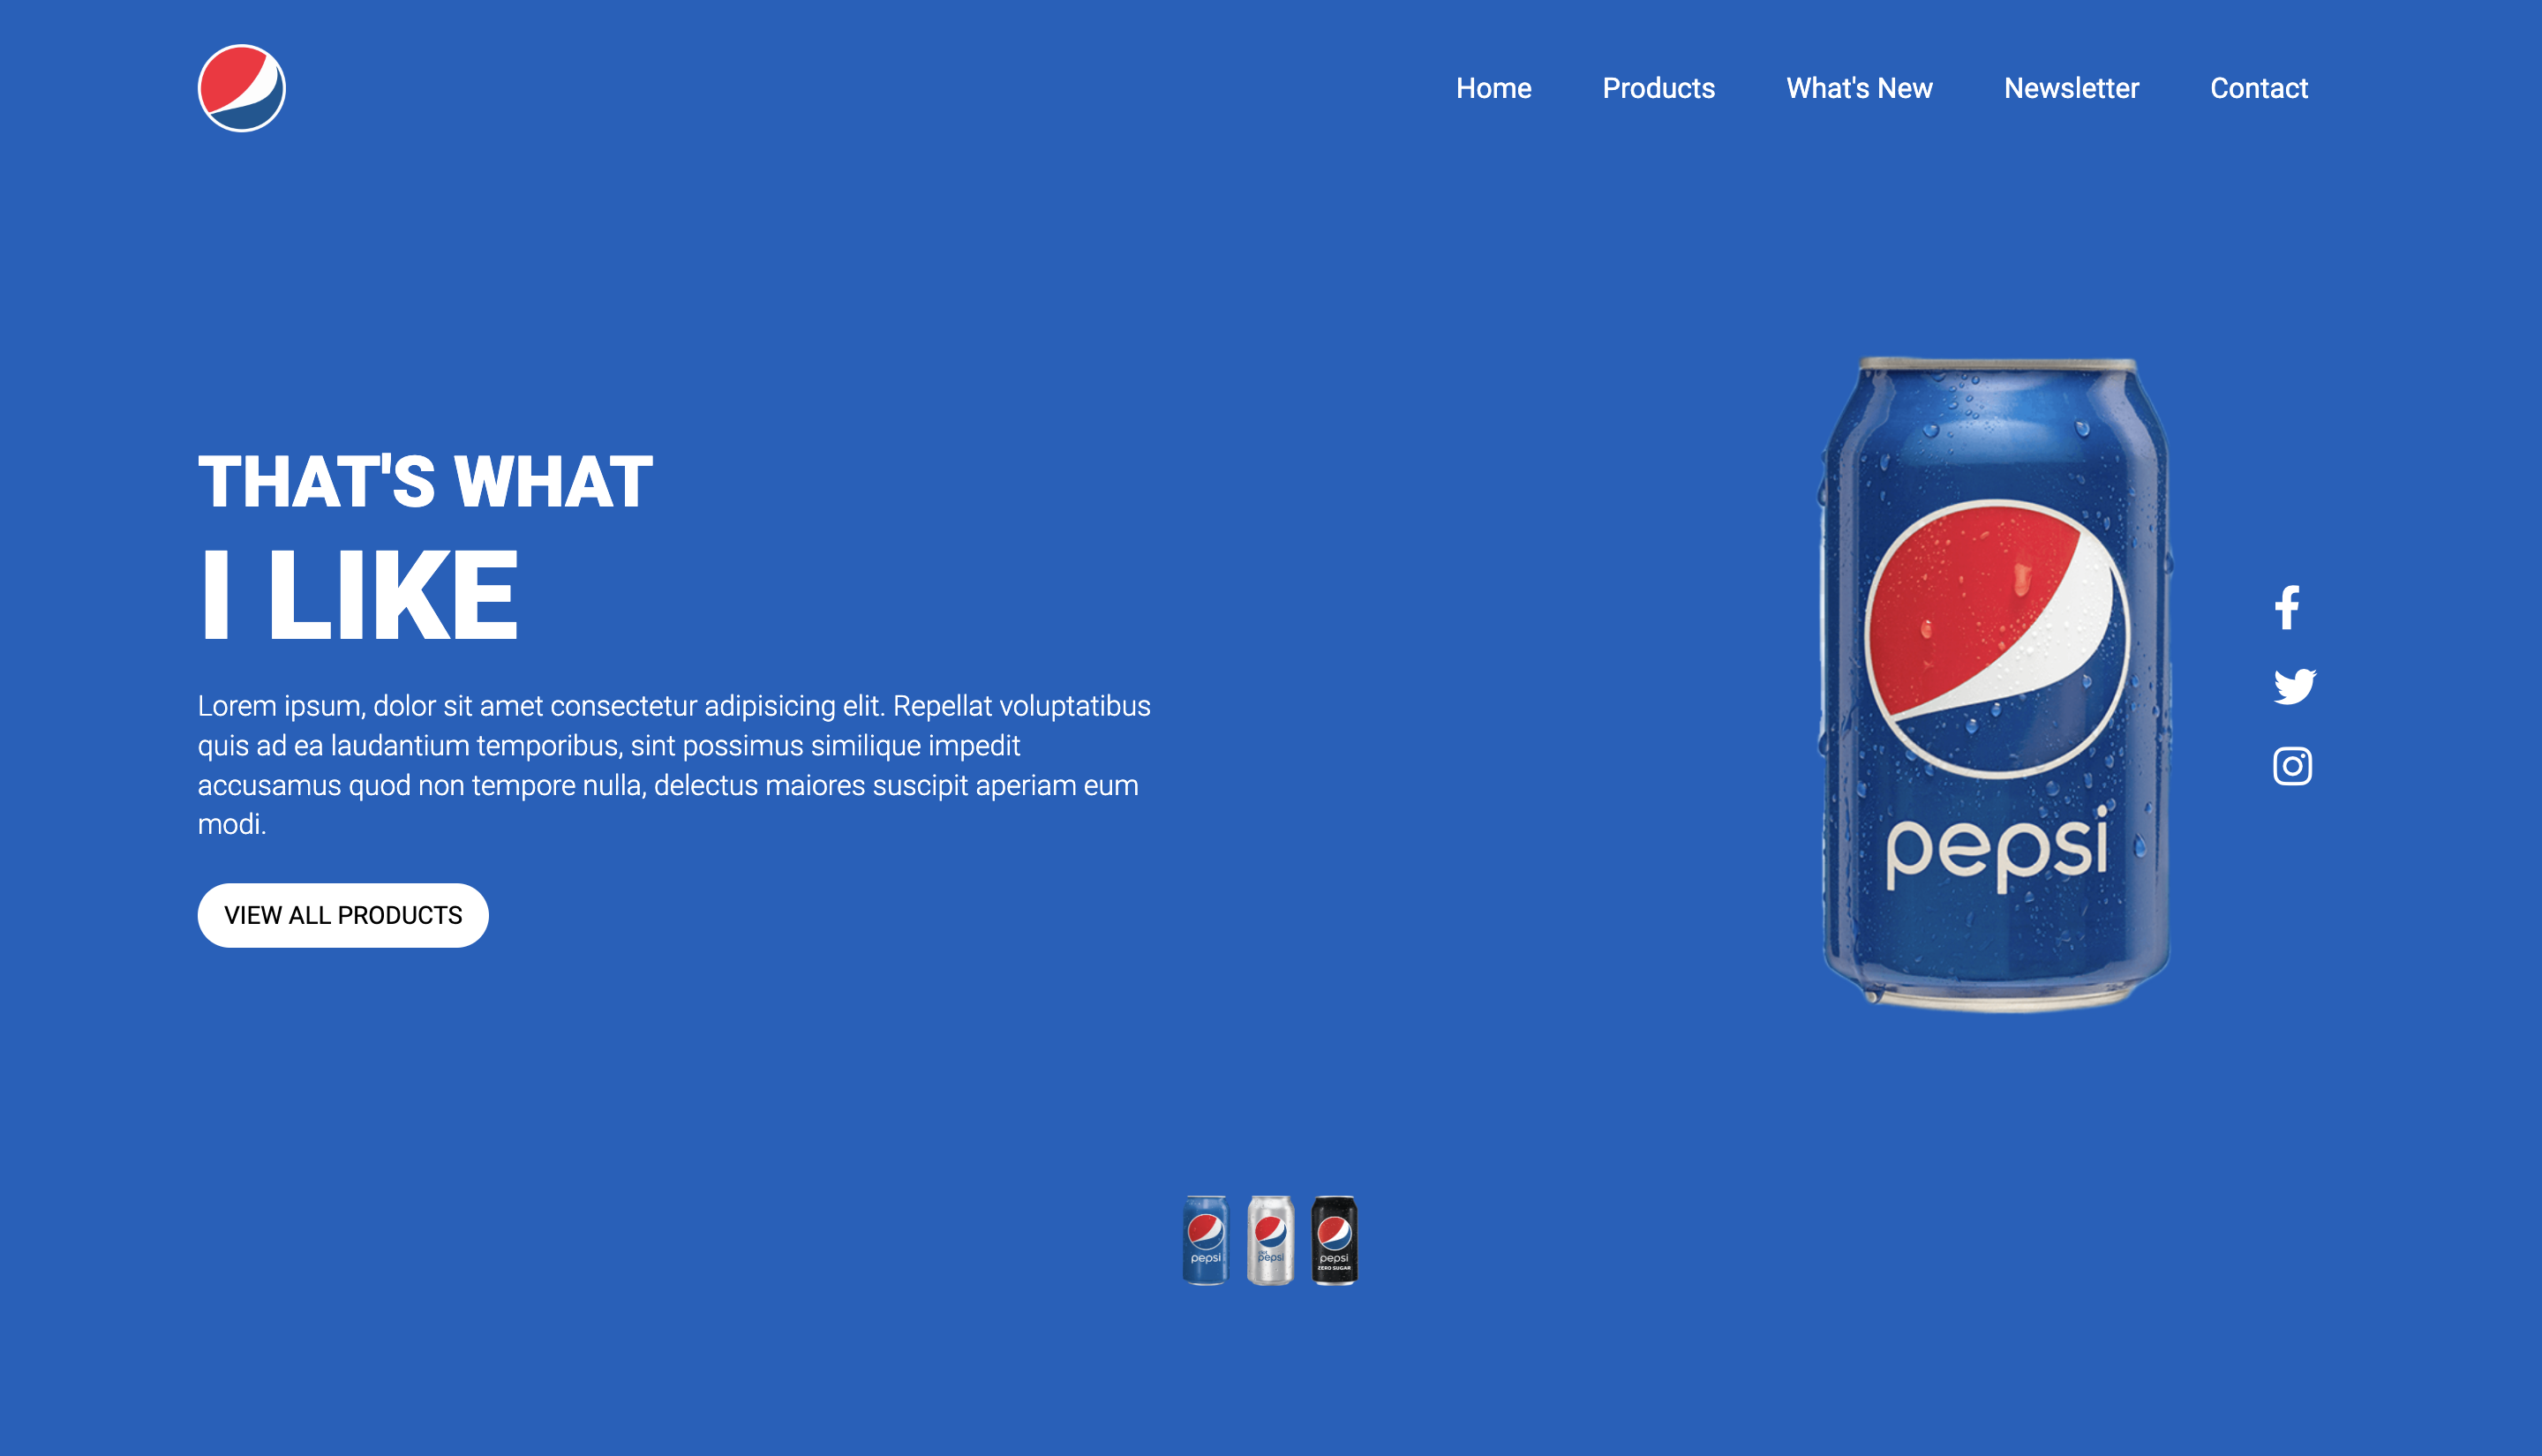 Home Products What's New Newsletter Contact
THAT'S WHAT
I LIKE
Lorem ipsum, dolor sit amet consectetur adipisicing elit. Repellat voluptatibus
quis ad ea laudantium temporibus, sint possimus similique impedit
accusamus quod non tempore nulla, delectus maiores suscipit aperiam eum
modi.
VIEW ALL PRODUCTS
pepsi
pepsi
diet
pepsi
pepsi
ZERO SUGAR